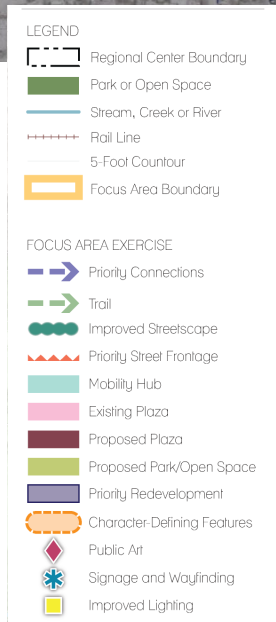 LEGEND
Regional Center Boundary
Park or Open Space
Stream, Creek or River
Rail Line
5-Foot Countour
Focus Area Boundary
FOCUS AREA EXERCISE
Priority Connections
Trail
Improved Streetscape
Priority Street Frontage
Mobility Hub
Existing Plaza
Proposed Plaza
Proposed Park/Open Space
Priority Redevelopment
Character-Defining Features
Public Art
Signage and Wayfinding
Improved Lighting